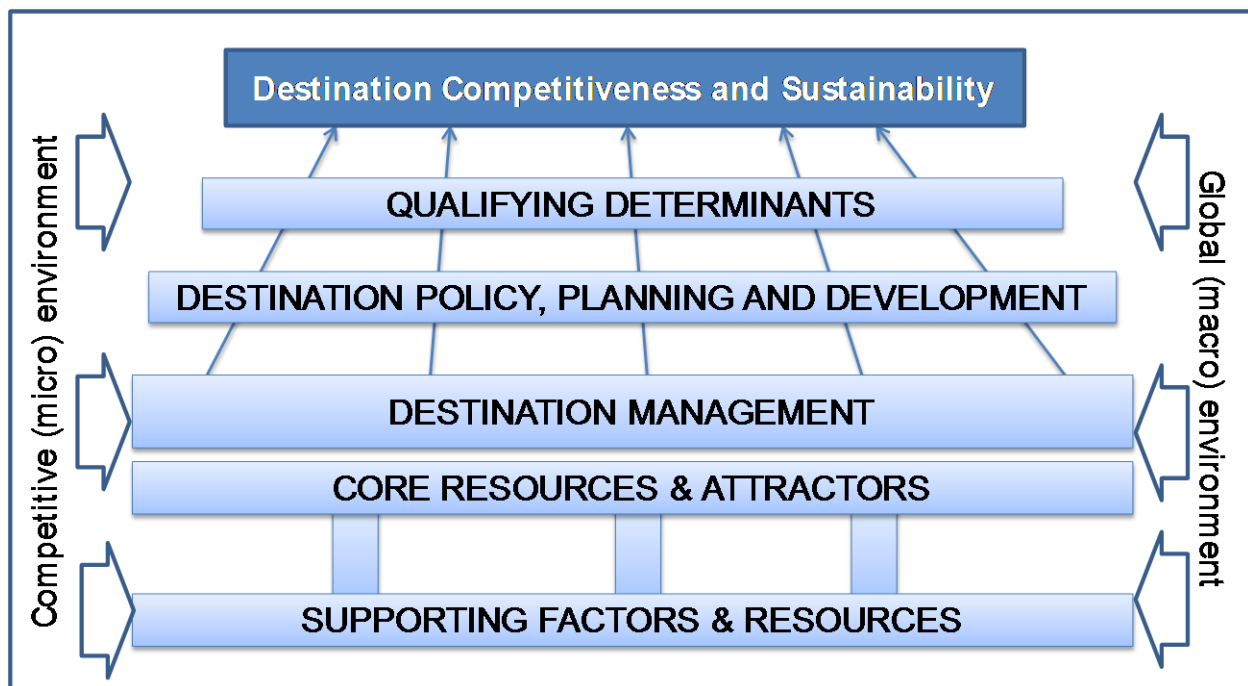 Destination Competitiveness and Sustainability
QUALIFYING DETERMINANTS
DESTINATION POLICY, PLANNING AND DEVELOPMENT
DESTINATION MANAGEMENT
CORE RESOURCES & ATTRACTORS
SUPPORTING FACTORS & RESOURCES
Competitive (micro) environment
Global (macro) environment